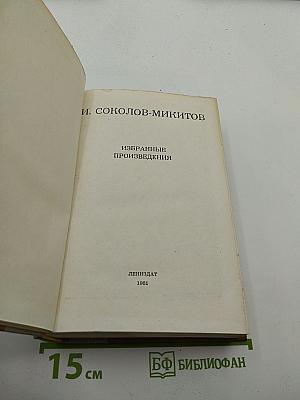 И. СОКОЛОВ-МИКИТОВ
ИЗБРАННЫЕ
ПРОИЗВЕДЕНИЯ
ЛЕНИЗДАТ
1981
15 см
БФ БИБЛИОФАН